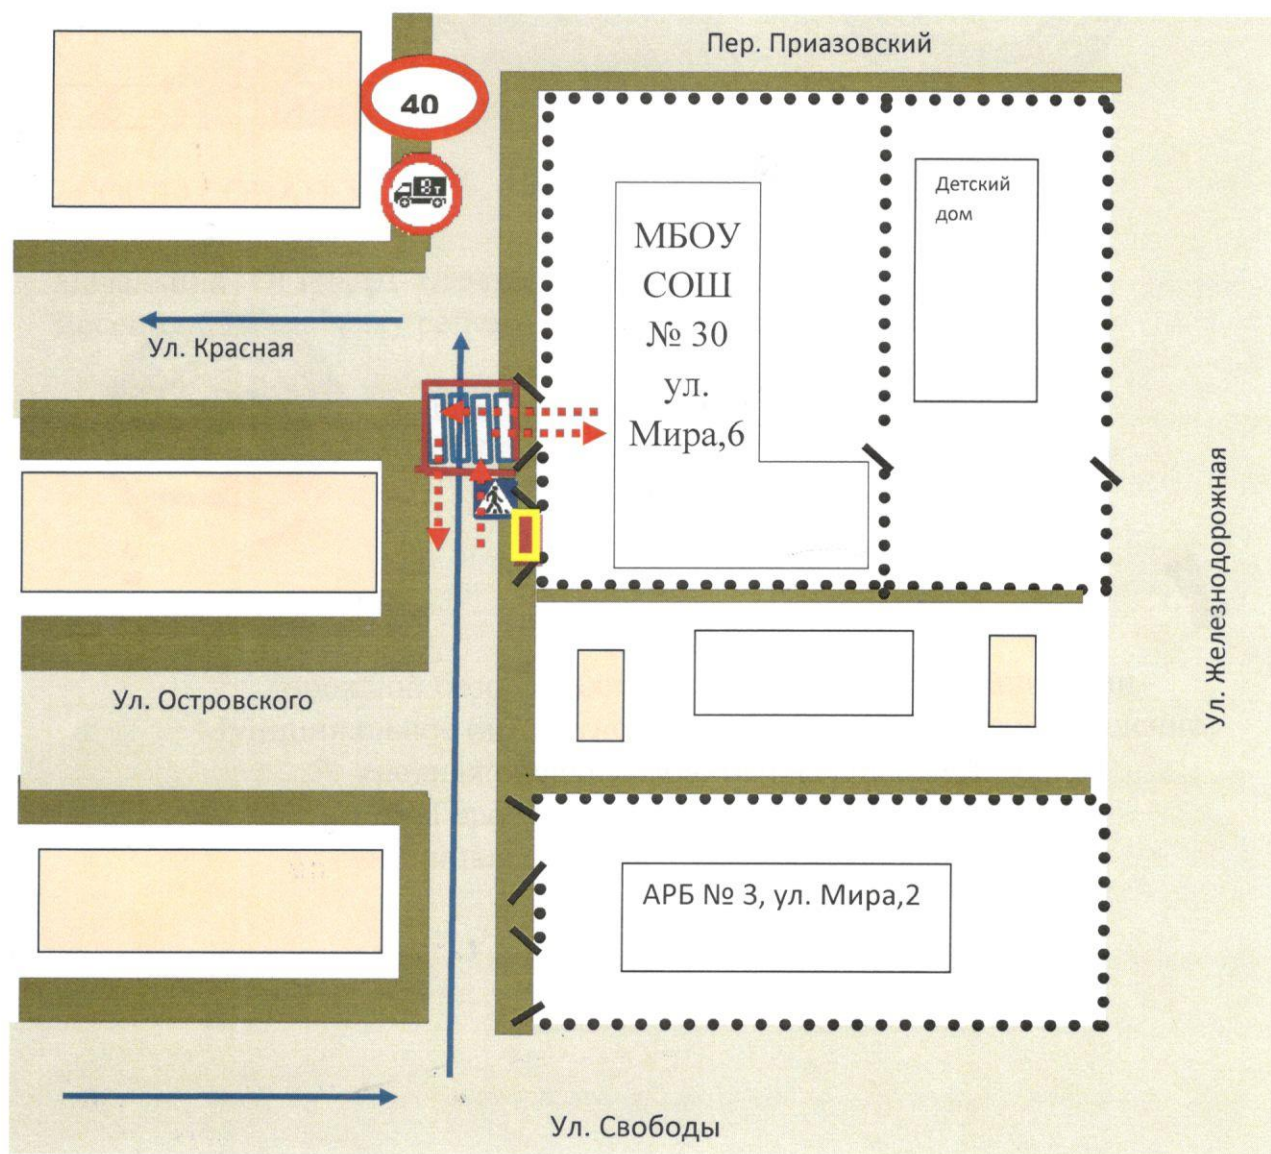 Пер. Приазовский
40
8т
Детский
дом
МБОУ
СОШ
№ 30
ул.
Мира,6
Ул. Красная
Ул. Железнодорожная
Ул. Островского
АРБ № 3, ул. Мира,2
Ул. Свободы